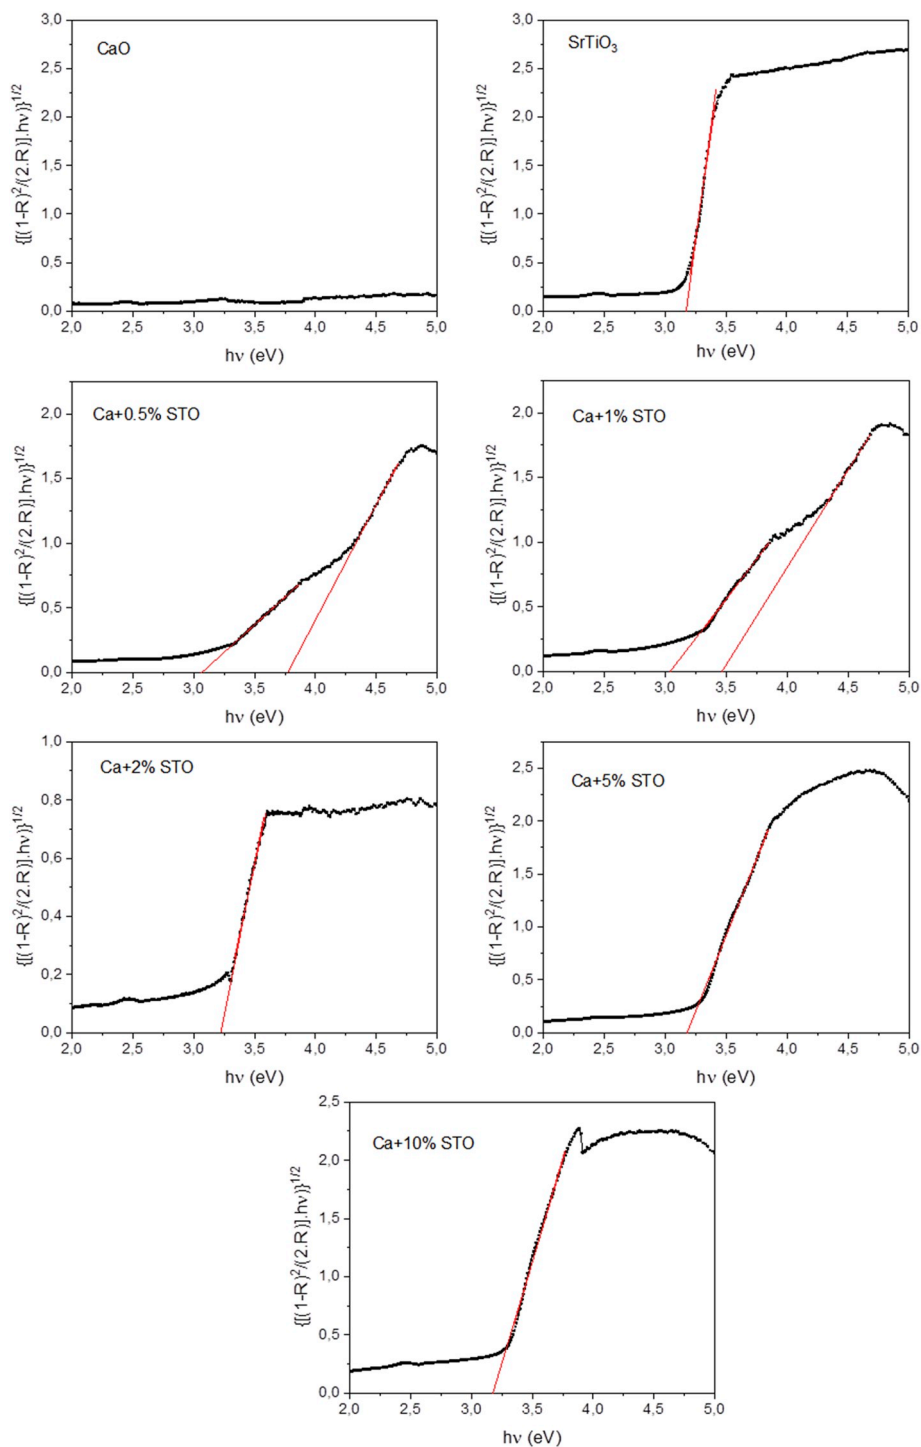 3,0
2,5
2,0
1,5
1,0
0,5
0,0
{[(1-R)²/(2.R)].hν)}^1/2
CaO
2,0 2,5 3,0 3,5 4,0 4,5 5,0
hν (eV)
3,0
2,5
2,0
1,5
1,0
0,5
0,0
{[(1-R)²/(2.R)].hν)}^1/2
SrTiO₃
2,0 2,5 3,0 3,5 4,0 4,5 5,0
hν (eV)
2,0
1,5
1,0
0,5
0,0
{[(1-R)²/(2.R)].hν)}^1/2
Ca+0.5% STO
2,0 2,5 3,0 3,5 4,0 4,5 5,0
hν (eV)
2,0
1,5
1,0
0,5
0,0
{[(1-R)²/(2.R)].hν)}^1/2
Ca+1% STO
2,0 2,5 3,0 3,5 4,0 4,5 5,0
hν (eV)
1,0
0,8
0,6
0,4
0,2
0,0
{[(1-R)²/(2.R)].hν)}^1/2
Ca+2% STO
2,0 2,5 3,0 3,5 4,0 4,5 5,0
hν (eV)
2,5
2,0
1,5
1,0
0,5
0,0
{[(1-R)²/(2.R)].hν)}^1/2
Ca+5% STO
2,0 2,5 3,0 3,5 4,0 4,5 5,0
hν (eV)
2,5
2,0
1,5
1,0
0,5
0,0
{[(1-R)²/(2.R)].hν)}^1/2
Ca+10% STO
2,0 2,5 3,0 3,5 4,0 4,5 5,0
hν (eV)